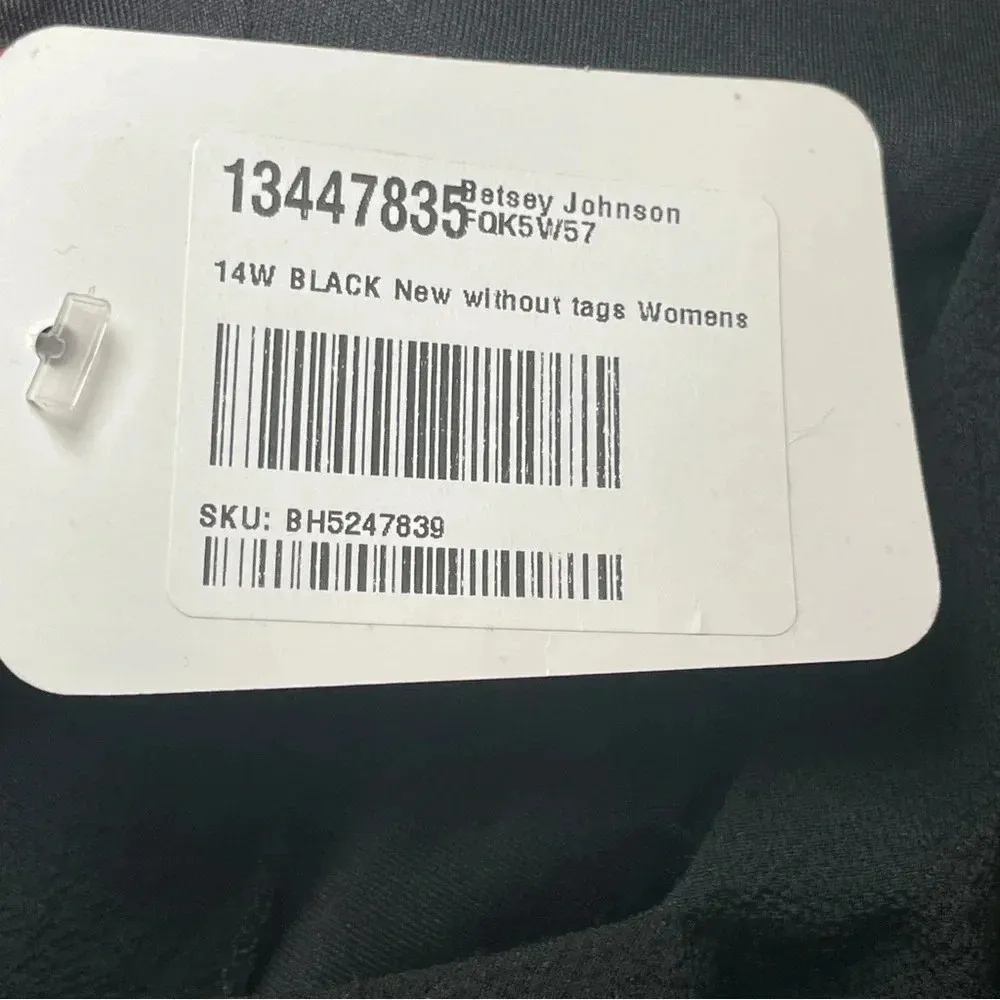 13447835 Betsey Johnson
FQK5W57
14W BLACK New without tags Womens
SKU: BH5247839